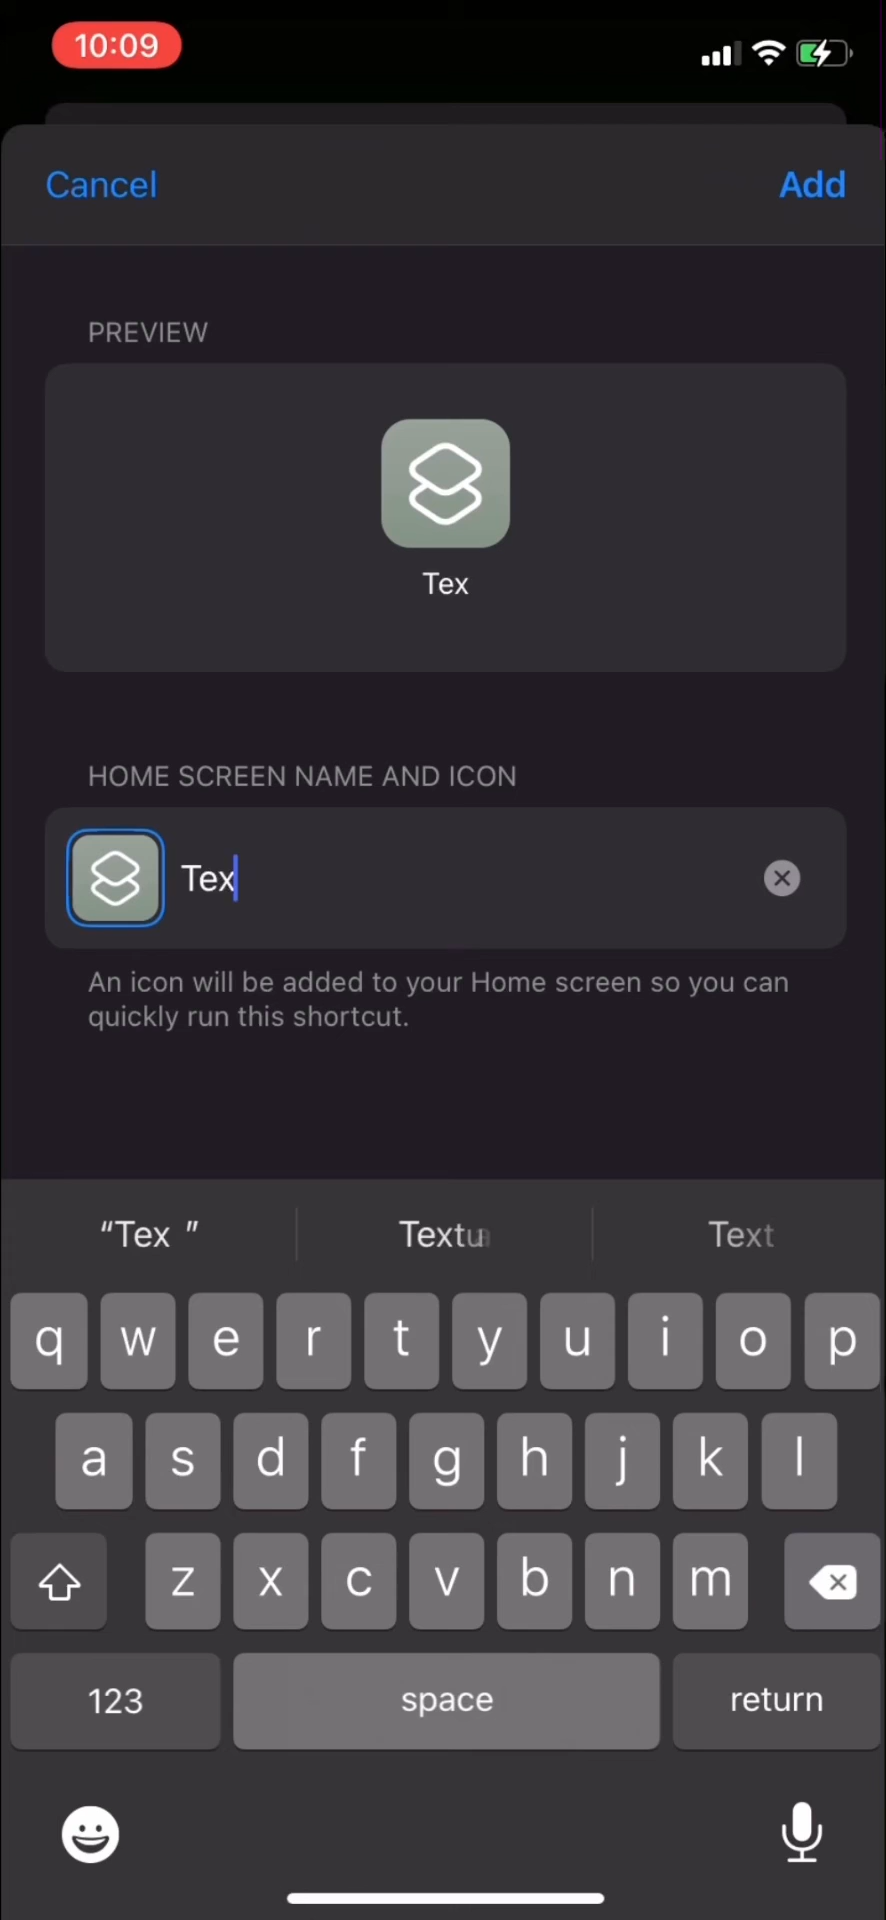 10:09
Cancel
Add
PREVIEW
Tex
HOME SCREEN NAME AND ICON
Tex
An icon will be added to your Home screen so you can
quickly run this shortcut.
“Tex ”
Text
q w e r t y u i o p
a s d f g h j k l
z x c v b n m
123 space return